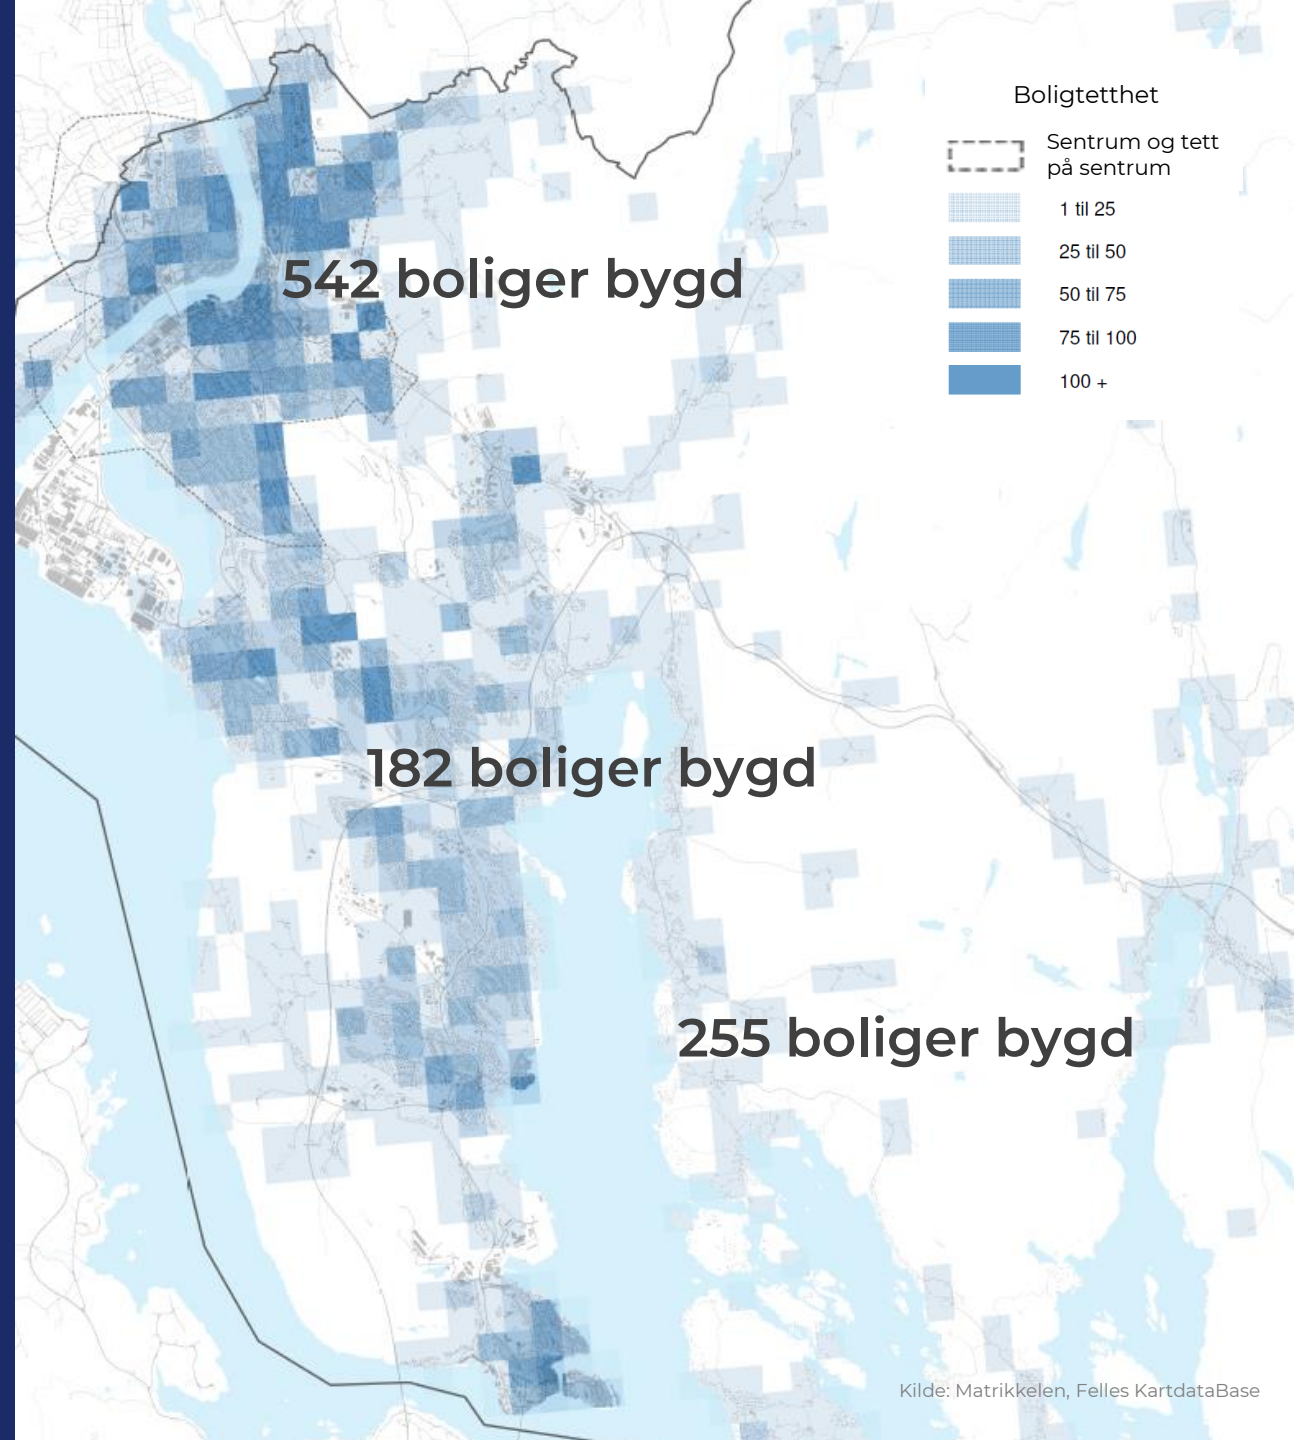 Boligtetthet
Sentrum og tett
på sentrum
1 til 25
25 til 50
50 til 75
75 til 100
100 +
542 boliger bygd
182 boliger bygd
255 boliger bygd
Kilde: Matrikkelen, Felles KartdataBase